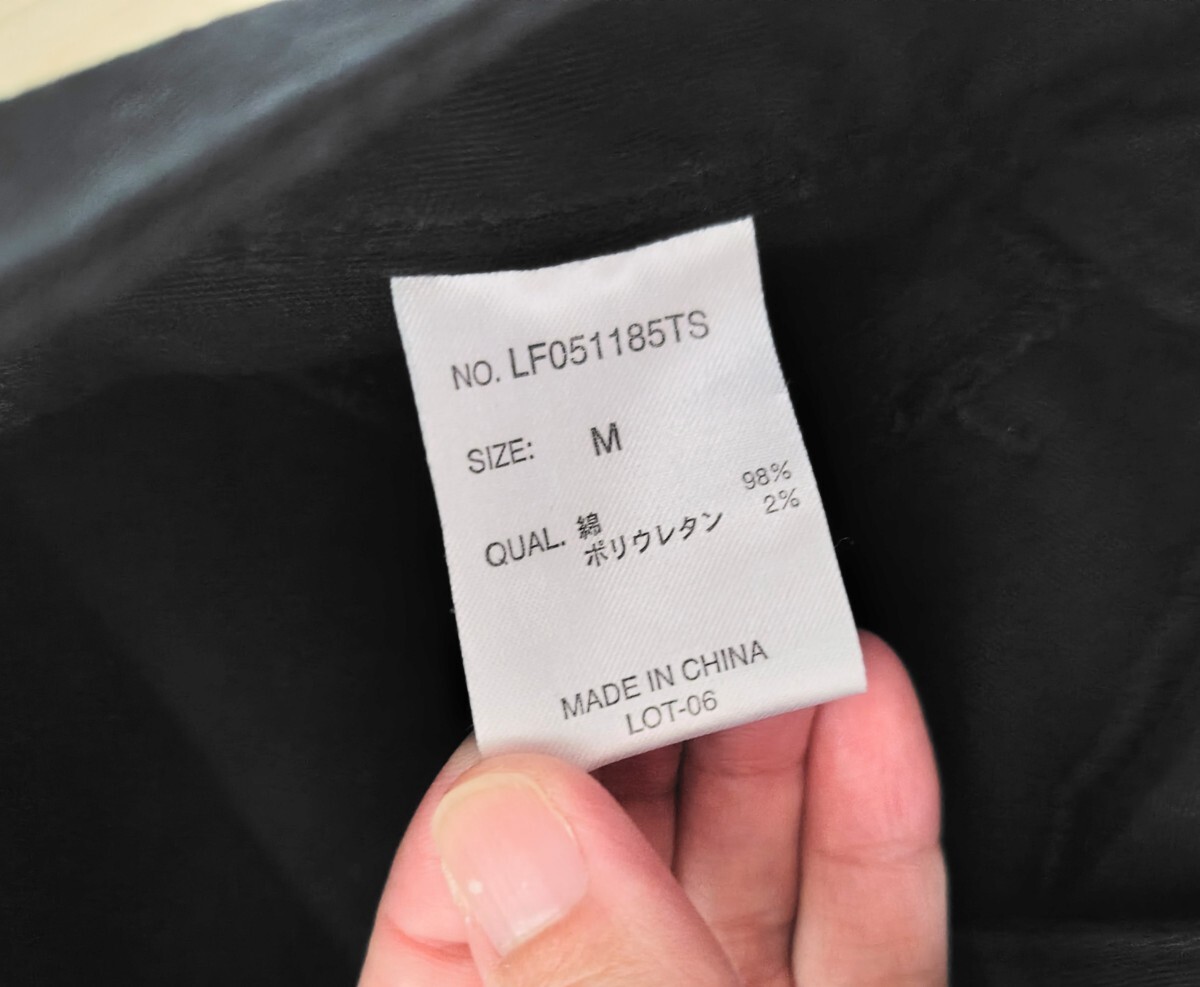 NO. LF051185TS
SIZE: M
QUAL. 綿 98%
ポリウレタン 2%
MADE IN CHINA
LOT-06